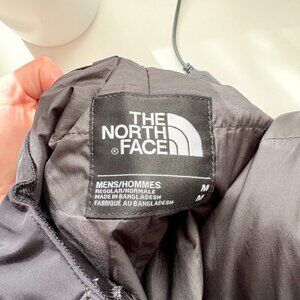 THE
NORTH
FACE
®
MENS/HOMMES
REGULAR/NORMALE M
MADE IN BANGLADESH
FABRIQUE AU BANGLADESH M